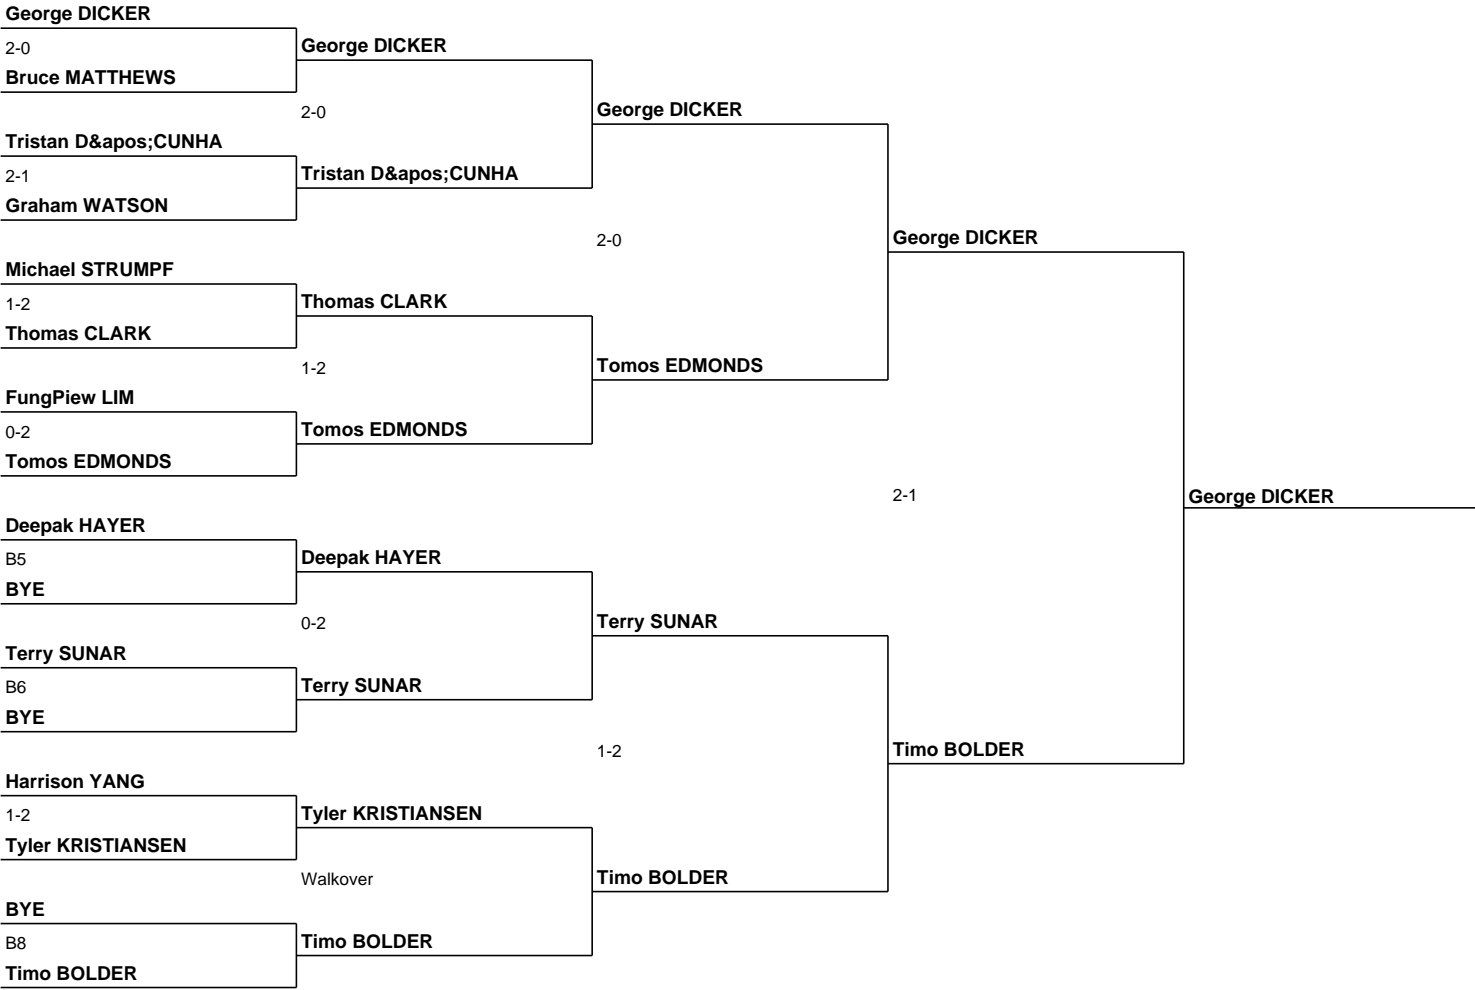 George DICKER
2-0
Bruce MATTHEWS
Tristan D&apos;CUNHA
2-1
Graham WATSON
Michael STRUMPF
1-2
Thomas CLARK
FungPiew LIM
0-2
Tomos EDMONDS
Deepak HAYER
B5
BYE
Terry SUNAR
B6
BYE
Harrison YANG
1-2
Tyler KRISTIANSEN
BYE
B8
Timo BOLDER
George DICKER
2-0
Tristan D&apos;CUNHA
Thomas CLARK
1-2
Tomos EDMONDS
Deepak HAYER
0-2
Terry SUNAR
Tyler KRISTIANSEN
Walkover
Timo BOLDER
George DICKER
2-0
Tomos EDMONDS
Terry SUNAR
1-2
Timo BOLDER
George DICKER
2-1
Timo BOLDER
George DICKER